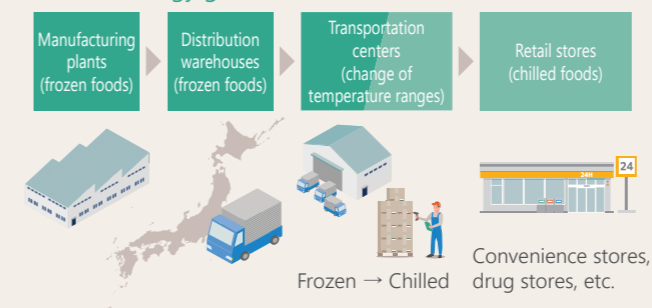 Manufacturing
plants
(frozen foods)
Distribution
warehouses
(frozen foods)
Transportation
centers
(change of
temperature ranges)
Retail stores
(chilled foods)
24
24H
Frozen → Chilled
Convenience stores,
drug stores, etc.